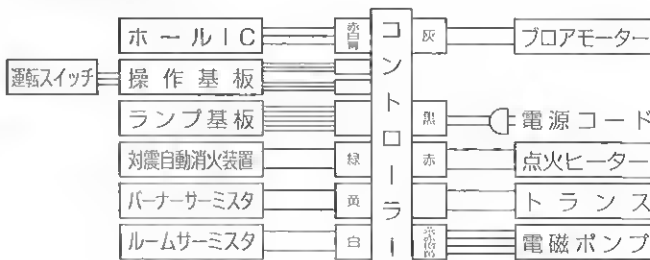 ホールIC 赤白青 コントローラー 灰 ブロアモーター
運転スイッチ 操作基板
ランプ基板 黒 電源コード
対震自動消火装置 緑 赤 点火ヒーター
バーナーサーミスタ 黄 トランス
ルームサーミスタ 白 電磁ポンプ